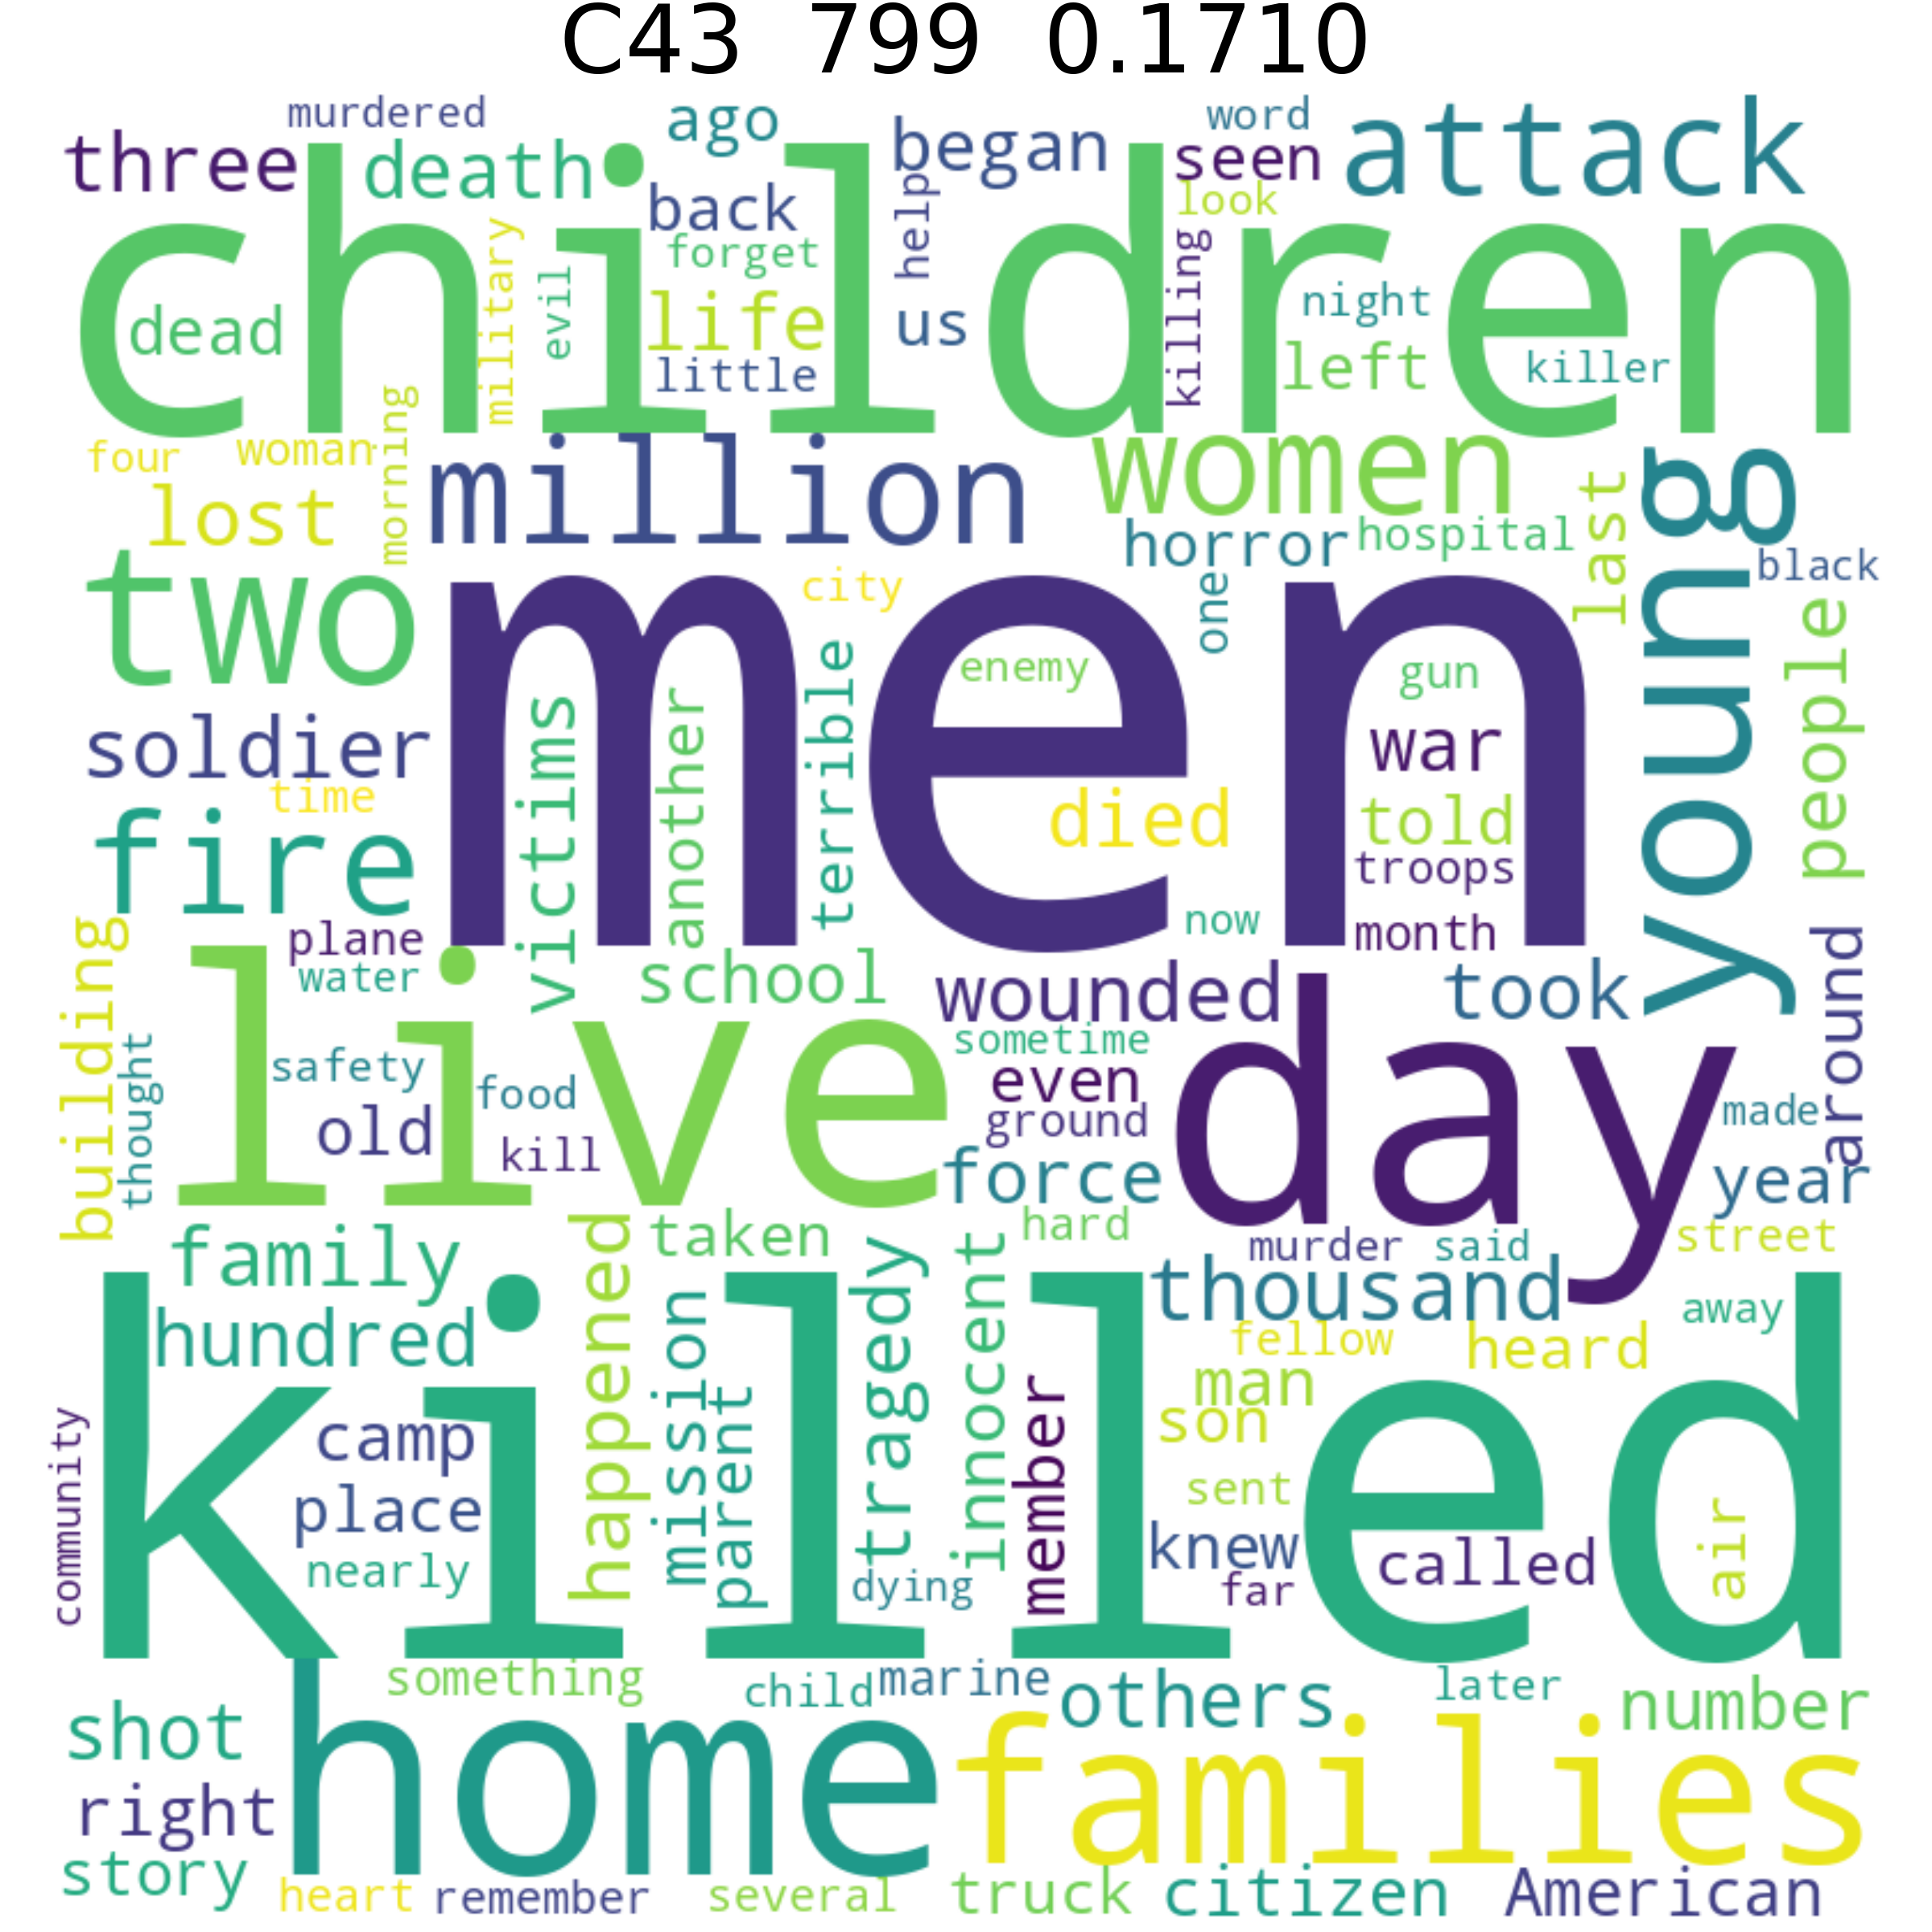 C43 799 0.1710
murdered
ago
word
three
death
began
seen
attack
children
back
help
look
military
forget
killing
dead
evil
life
us
night
little
left
killer
four
woman
morning
million
women
young
lost
last
horror
hospital
black
two
men
city
one
people
terrible
enemy
gun
soldier
victims
another
war
time
died
told
fire
troops
plane
now
month
building
water
school
wounded
took
around
live
day
thought
safety
food
sometime
even
old
kill
ground
made
force
year
family
happened
taken
tragedy
innocent
hard
murder
said
street
killed
hundred
mission
thousand
away
fellow
heard
community
camp
parent
member
man
son
place
sent
air
nearly
knew
called
dying
far
something
child
marine
others
later
number
shot
home
families
right
story
heart
remember
several
truck
citizen
American